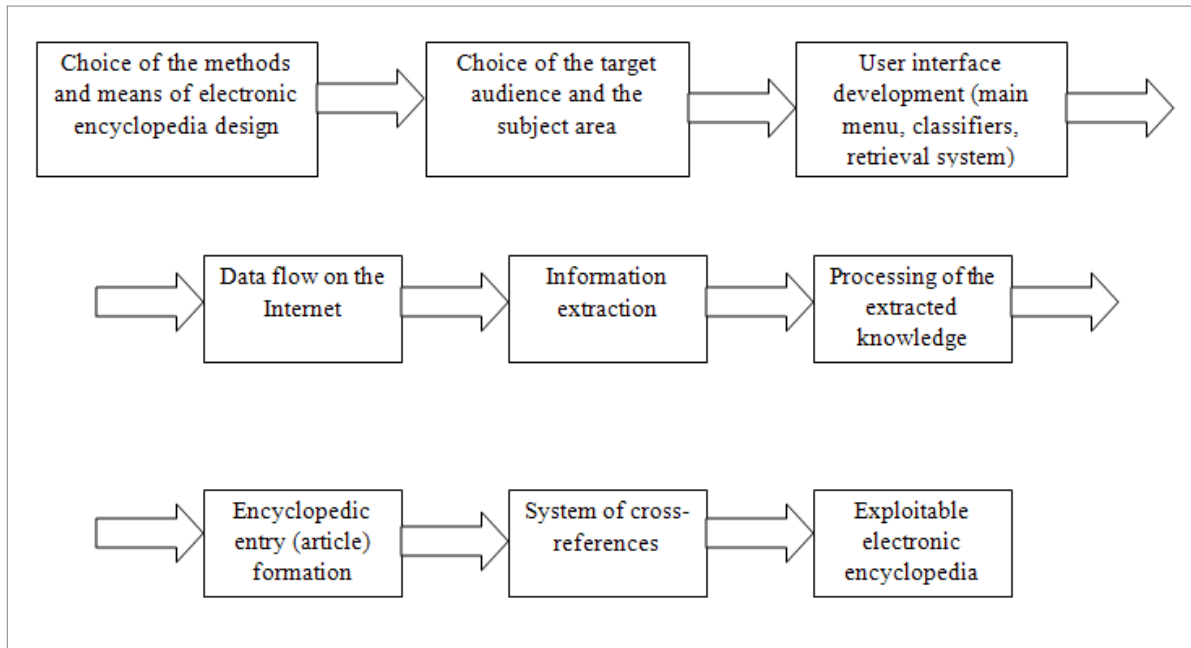 Choice of the methods
and means of electronic
encyclopedia design
Choice of the target
audience and the
subject area
User interface
development (main
menu, classifiers,
retrieval system)
Data flow on the
Internet
Information
extraction
Processing of the
extracted
knowledge
Encyclopedic
entry (article)
formation
System of cross-
references
Exploitable
electronic
encyclopedia